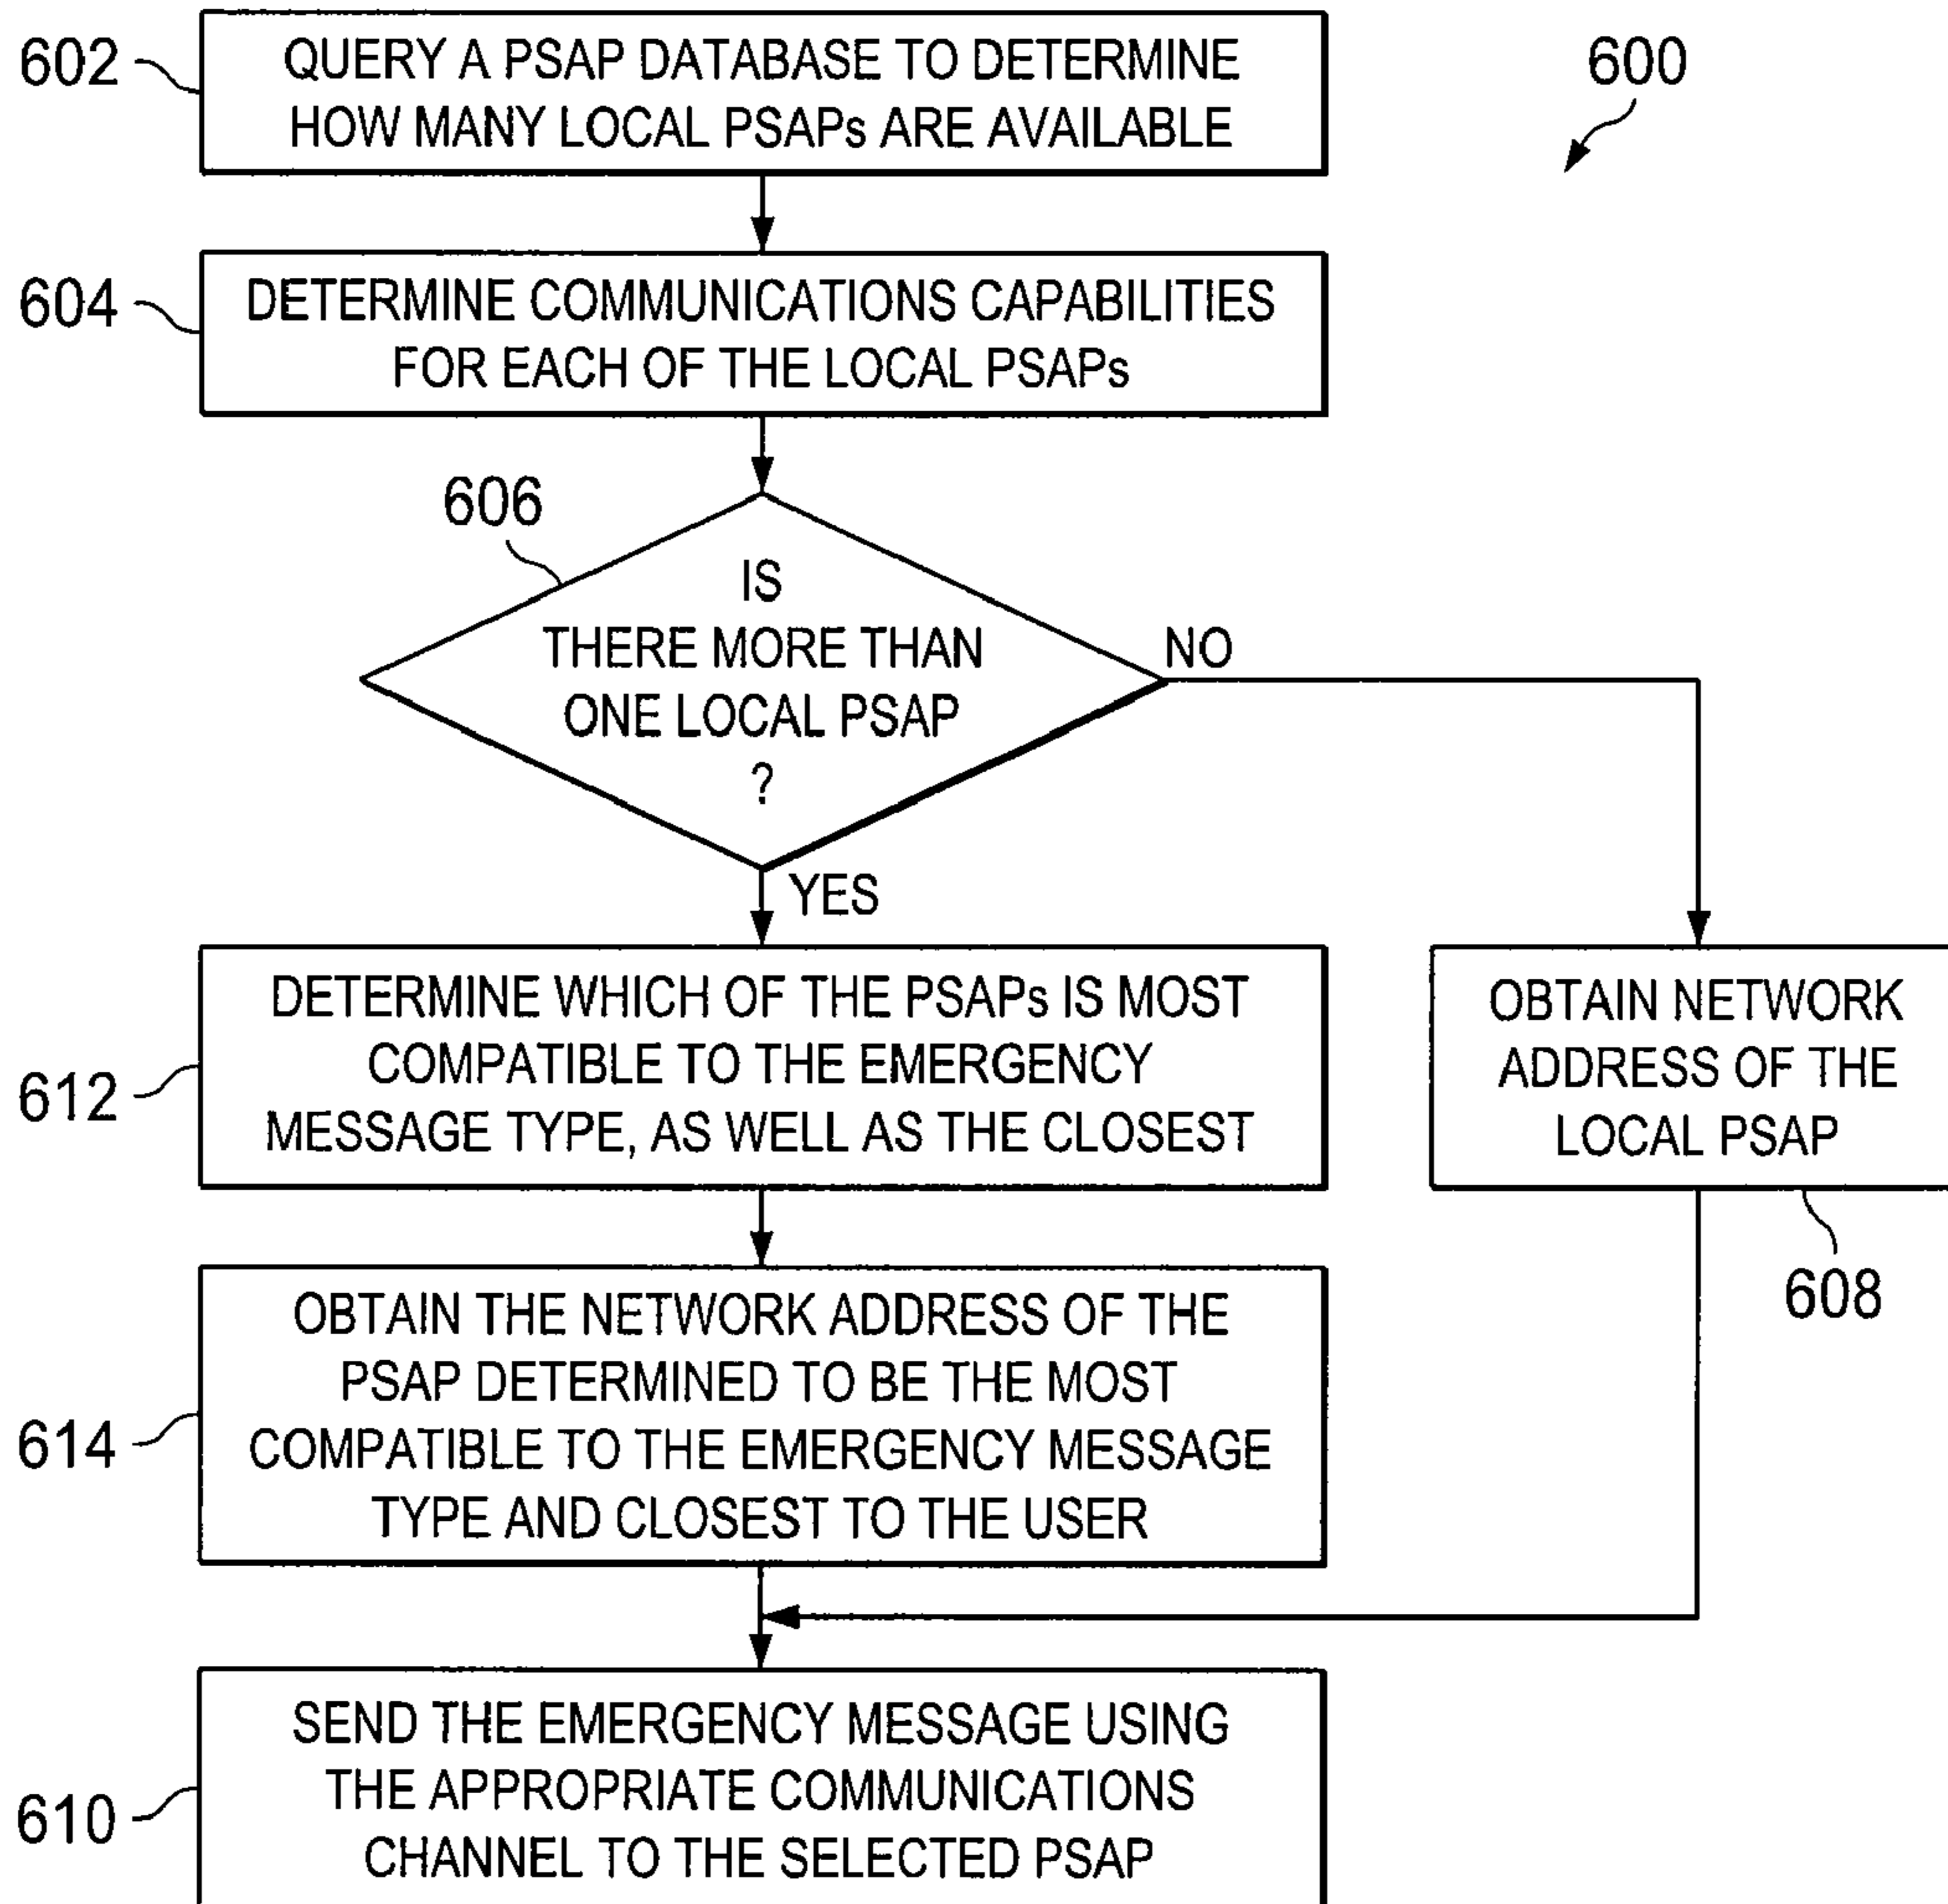 602
QUERY A PSAP DATABASE TO DETERMINE
HOW MANY LOCAL PSAPs ARE AVAILABLE
600
604
DETERMINE COMMUNICATIONS CAPABILITIES
FOR EACH OF THE LOCAL PSAPs
606
IS
THERE MORE THAN
ONE LOCAL PSAP
?
NO
YES
612
DETERMINE WHICH OF THE PSAPs IS MOST
COMPATIBLE TO THE EMERGENCY
MESSAGE TYPE, AS WELL AS THE CLOSEST
OBTAIN NETWORK
ADDRESS OF THE
LOCAL PSAP
608
614
OBTAIN THE NETWORK ADDRESS OF THE
PSAP DETERMINED TO BE THE MOST
COMPATIBLE TO THE EMERGENCY MESSAGE
TYPE AND CLOSEST TO THE USER
610
SEND THE EMERGENCY MESSAGE USING
THE APPROPRIATE COMMUNICATIONS
CHANNEL TO THE SELECTED PSAP